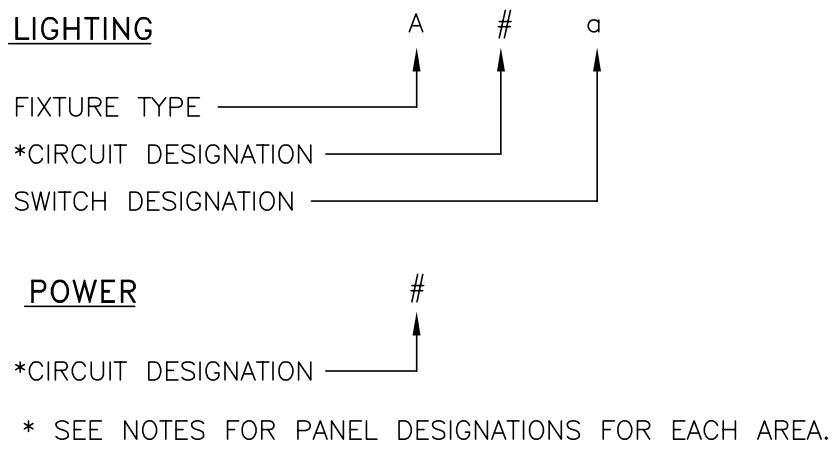 LIGHTING A # a
FIXTURE TYPE
*CIRCUIT DESIGNATION
SWITCH DESIGNATION
POWER #
*CIRCUIT DESIGNATION
* SEE NOTES FOR PANEL DESIGNATIONS FOR EACH AREA.